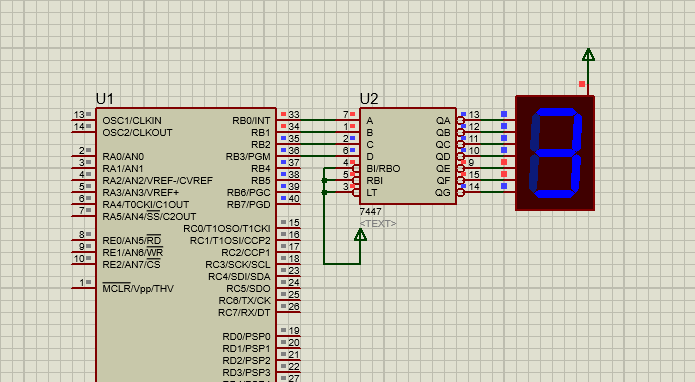 U1
13 OSC1/CLKIN RB0/INT 33
14 OSC2/CLKOUT RB1 34
RB2 35
2 RA0/AN0 RB3/PGM 36
3 RA1/AN1 RB4 37
4 RA2/AN2/VREF-/CVREF RB5 38
5 RA3/AN3/VREF+ RB6/PGC 39
6 RA4/T0CKI/C1OUT RB7/PGD 40
7 RA5/AN4/SS/C2OUT
RC0/T1OSO/T1CKI 15
8 RE0/AN5/RD RC1/T1OSI/CCP2 16
9 RE1/AN6/WR RC2/CCP1 17
10 RE2/AN7/CS RC3/SCK/SCL 18
RC4/SDI/SDA 23
1 MCLR/Vpp/THV RC5/SDO 24
RC6/TX/CK 25
RC7/RX/DT 26
RD0/PSP0 19
RD1/PSP1 20
RD2/PSP2 21
RD3/PSP3 22
27
U2
7 A QA 13
1 B QB 12
2 C QC 11
6 D QD 10
4 BI/RBO QE 9
5 RBI QF 15
3 LT QG 14
7447
<TEXT>